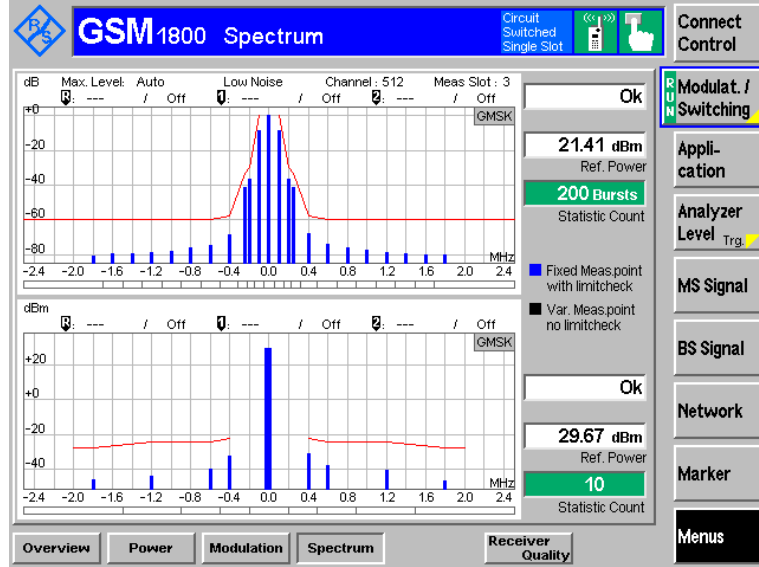 R&S
GSM 1800 Spectrum
Circuit
Switched
Single Slot
Connect
Control
dB Max. Level: Auto Low Noise Channel : 512 Meas Slot : 3
R: --- / Off 1: --- / Off 2: --- / Off
GMSK
+0
-20
-40
-60
-80
MHz
-2.4 -2.0 -1.6 -1.2 -0.8 -0.4 0.0 0.4 0.8 1.2 1.6 2.0 2.4
Ok
21.41 dBm
Ref. Power
200 Bursts
Statistic Count
Fixed Meas.point
with limitcheck
Var. Meas.point
no limitcheck
dBm
R: --- / Off 1: --- / Off 2: --- / Off
GMSK
+20
+0
-20
-40
MHz
-2.4 -2.0 -1.6 -1.2 -0.8 -0.4 0.0 0.4 0.8 1.2 1.6 2.0 2.4
Ok
29.67 dBm
Ref. Power
10
Statistic Count
RUN
Modulat. /
Switching
Appli-
cation
Analyzer
Level Trg.
MS Signal
BS Signal
Network
Marker
Menus
Overview Power Modulation Spectrum Receiver
Quality